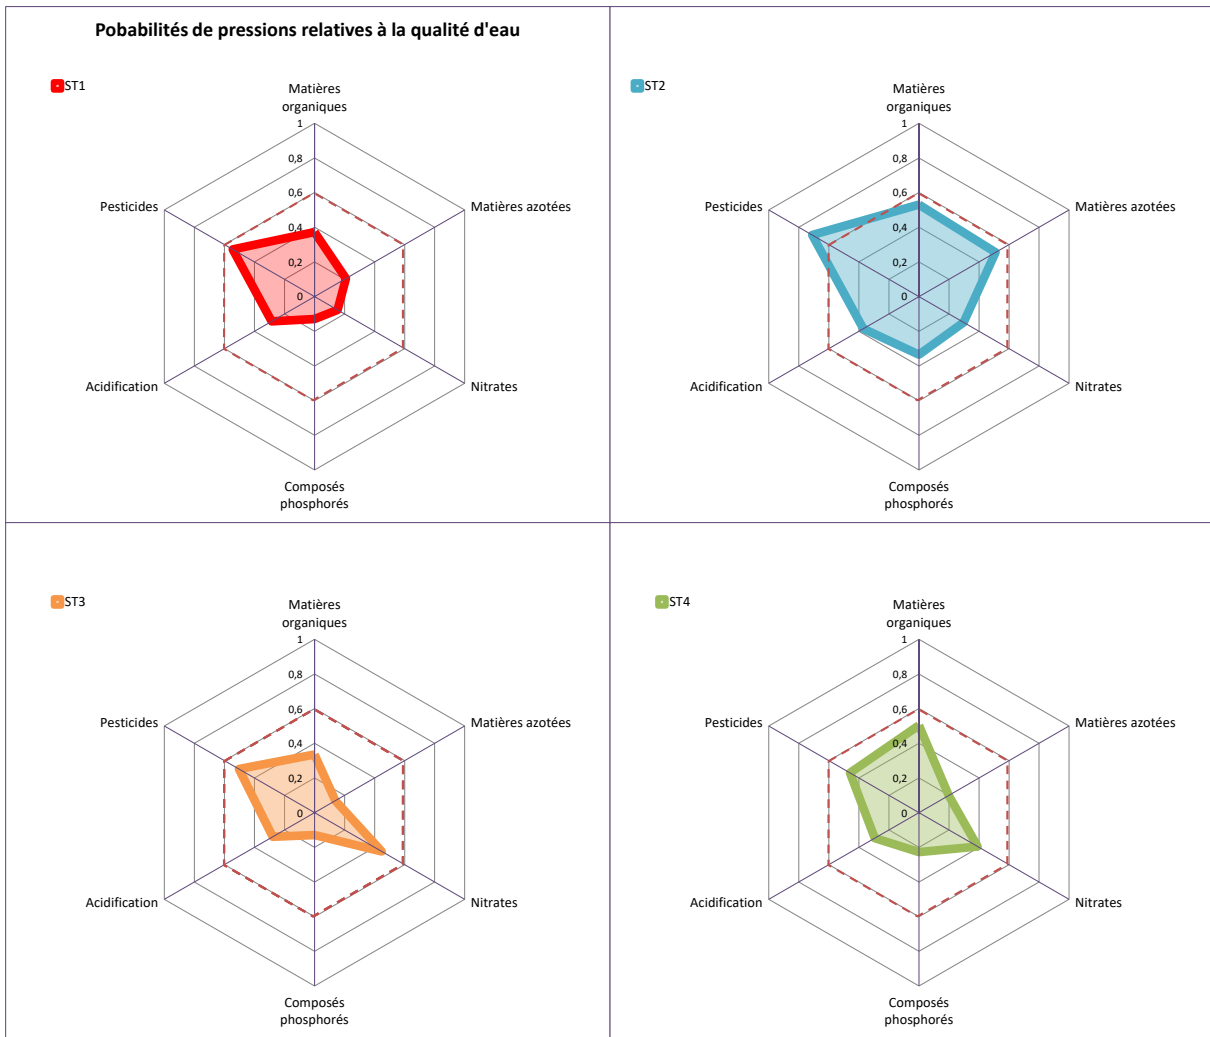 Pobabilités de pressions relatives à la qualité d'eau
ST1
Matières
organiques
1
0,8
0,6
0,4
0,2
0
Pesticides
Matières azotées
Acidification
Nitrates
Composés
phosphorés
ST2
Matières
organiques
1
0,8
0,6
0,4
0,2
0
Pesticides
Matières azotées
Acidification
Nitrates
Composés
phosphorés
ST3
Matières
organiques
1
0,8
0,6
0,4
0,2
0
Pesticides
Matières azotées
Acidification
Nitrates
Composés
phosphorés
ST4
Matières
organiques
1
0,8
0,6
0,4
0,2
0
Pesticides
Matières azotées
Acidification
Nitrates
Composés
phosphorés